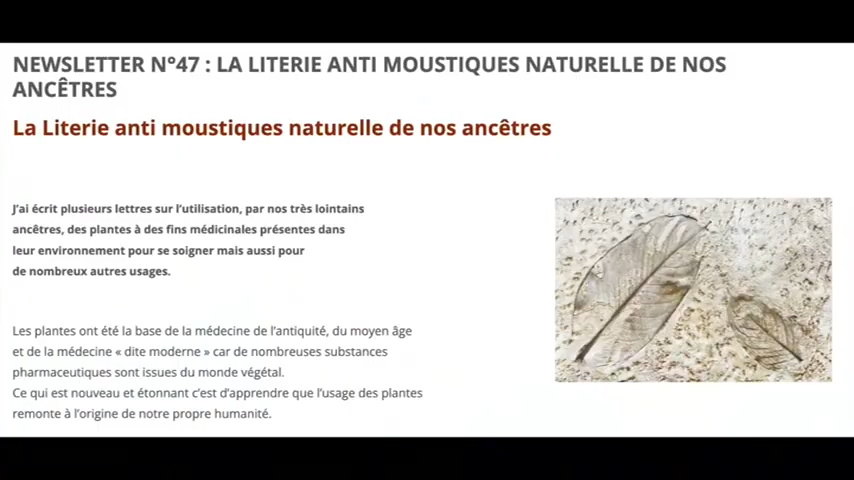 NEWSLETTER N°47 : LA LITERIE ANTI MOUSTIQUES NATURELLE DE NOS
ANCÊTRES
La Literie anti moustiques naturelle de nos ancêtres
J'ai écrit plusieurs lettres sur l'utilisation, par nos très lointains
ancêtres, des plantes à des fins médicinales présentes dans
leur environnement pour se soigner mais aussi pour
de nombreux autres usages.
Les plantes ont été la base de la médecine de l'antiquité, du moyen âge
et de la médecine « dite moderne » car de nombreuses substances
pharmaceutiques sont issues du monde végétal.
Ce qui est nouveau et étonnant c'est d'apprendre que l'usage des plantes
remonte à l'origine de notre propre humanité.